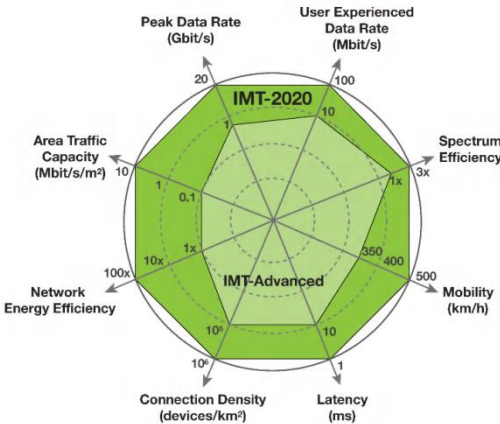 Peak Data Rate
(Gbit/s)
User Experienced
Data Rate
(Mbit/s)
20
100
IMT-2020
1
10
Area Traffic
Capacity
(Mbit/s/m²)
Spectrum
Efficiency
10
1
0.1
1x
3x
1x
10x
100x
350
400
500
Network
Energy Efficiency
IMT-Advanced
Mobility
(km/h)
10⁵
10
10⁶
1
Connection Density
(devices/km²)
Latency
(ms)